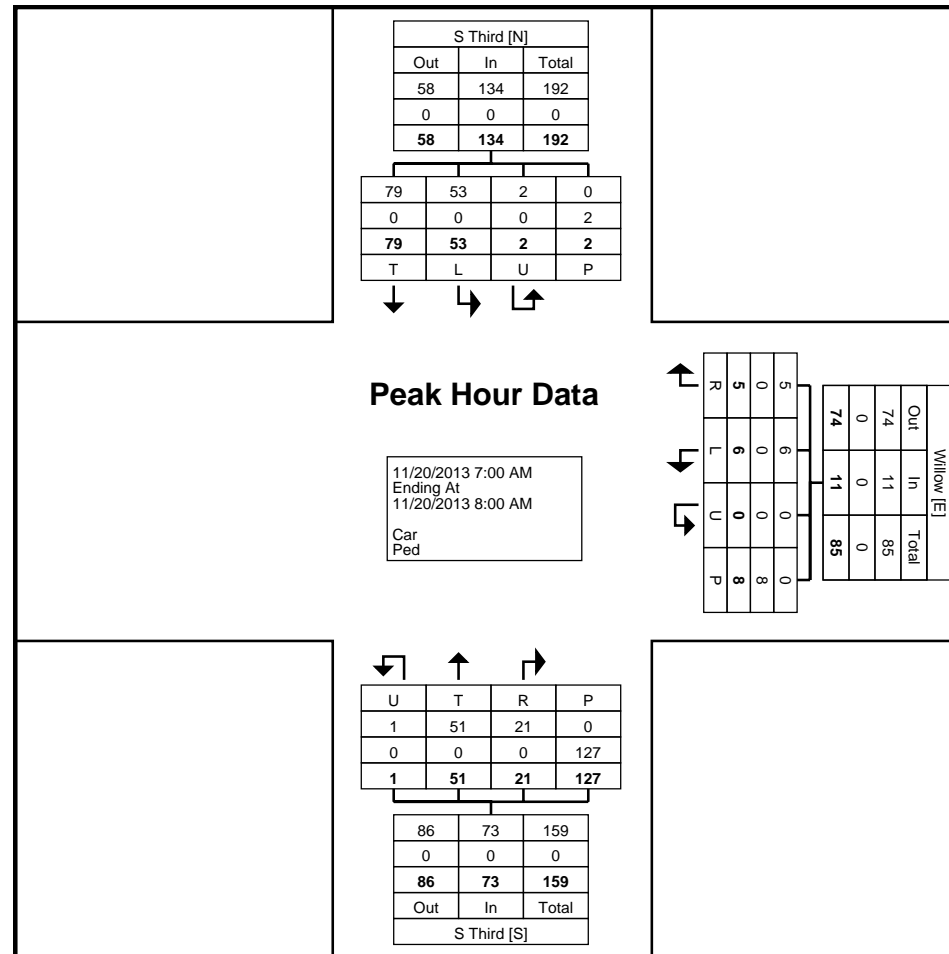 S Third [N]
Out In Total
58 134 192
0 0 0
58 134 192
79 53 2 0
0 0 0 2
79 53 2 2
T L U P
Peak Hour Data
11/20/2013 7:00 AM
Ending At
11/20/2013 8:00 AM
Car
Ped
Willow [E]
Out In Total
74 11 85
0 0 0
74 11 85
5 6 0 0
0 0 0 8
5 6 0 8
R L U P
U T R P
1 51 21 0
0 0 0 127
1 51 21 127
86 73 159
0 0 0
86 73 159
Out In Total
S Third [S]